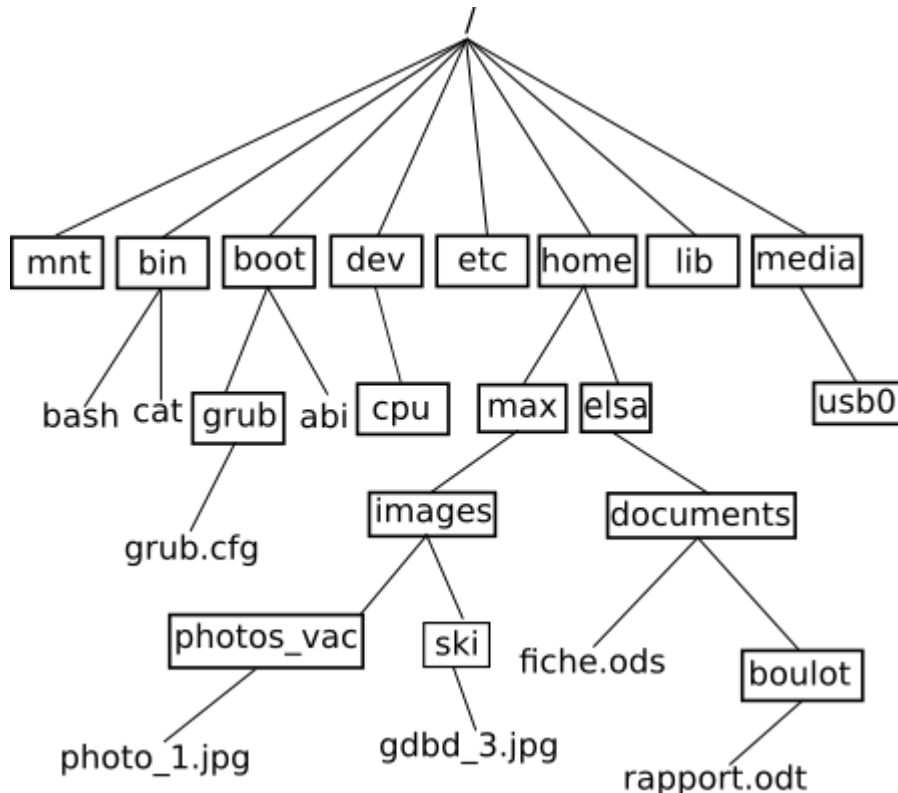 /
mnt bin boot dev etc home lib media
bash cat grub abi cpu max elsa usb0
grub.cfg images documents
photos_vac ski fiche.ods boulot
photo_1.jpg gdbd_3.jpg rapport.odt